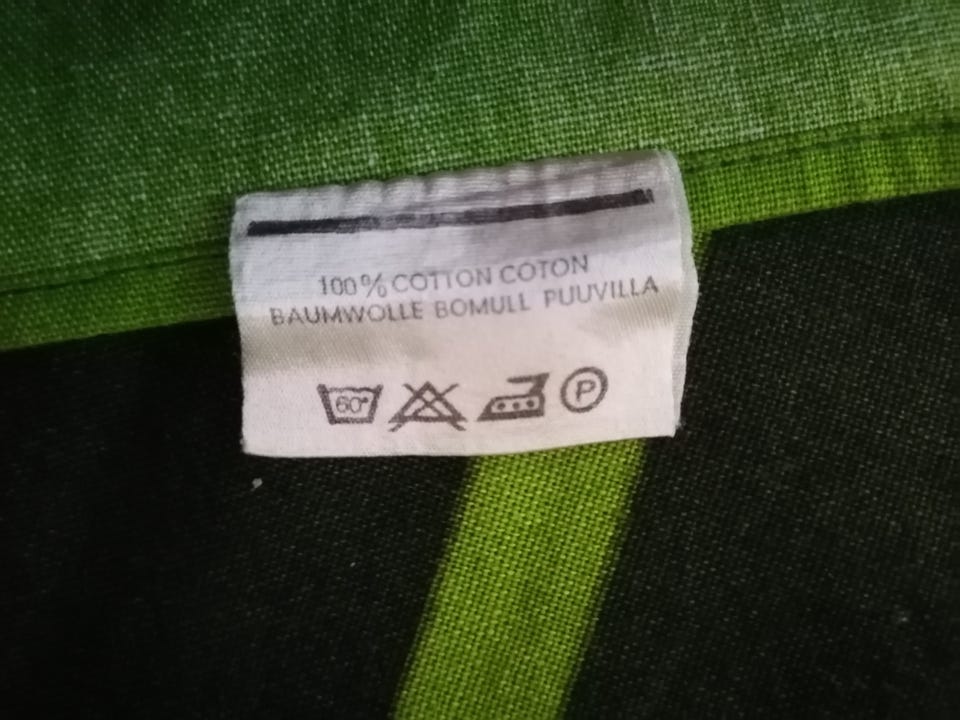 100% COTTON COTON
BAUMWOLLE BOMULL PUUVILLA
60°
P